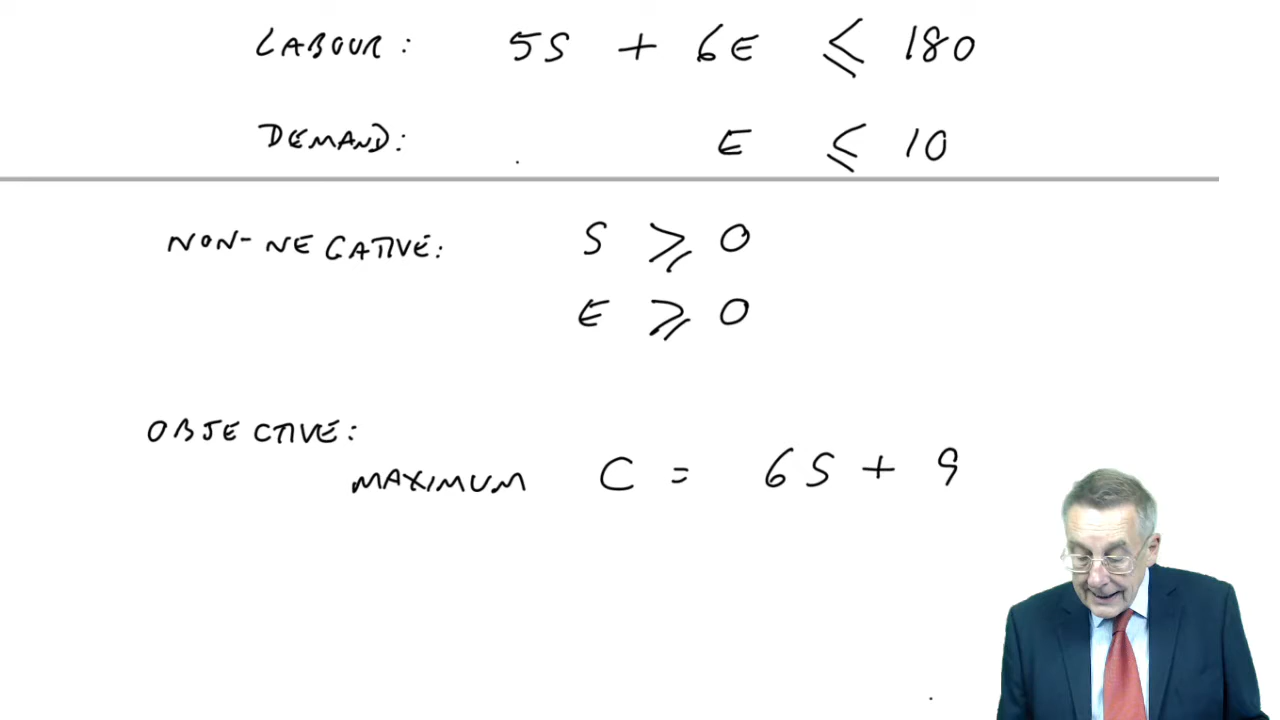 LABOUR: 5S + 6E ≤ 180
DEMAND: E ≤ 10
NON-NEGATIVE: S ≥ 0
E ≥ 0
OBJECTIVE:
MAXIMUM C = 6S + 9